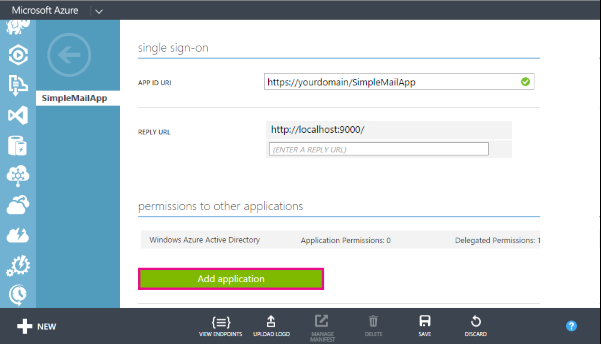 Microsoft Azure
single sign-on
APP ID URI
https://yourdomain/SimpleMailApp
SimpleMailApp
REPLY URL
http://localhost:9000/
(ENTER A REPLY URL)
permissions to other applications
Windows Azure Active Directory
Application Permissions: 0
Delegated Permissions: 1
Add application
NEW
VIEW ENDPOINTS
UPLOAD LOGO
MANAGE
MANIFEST
DELETE
SAVE
DISCARD
?